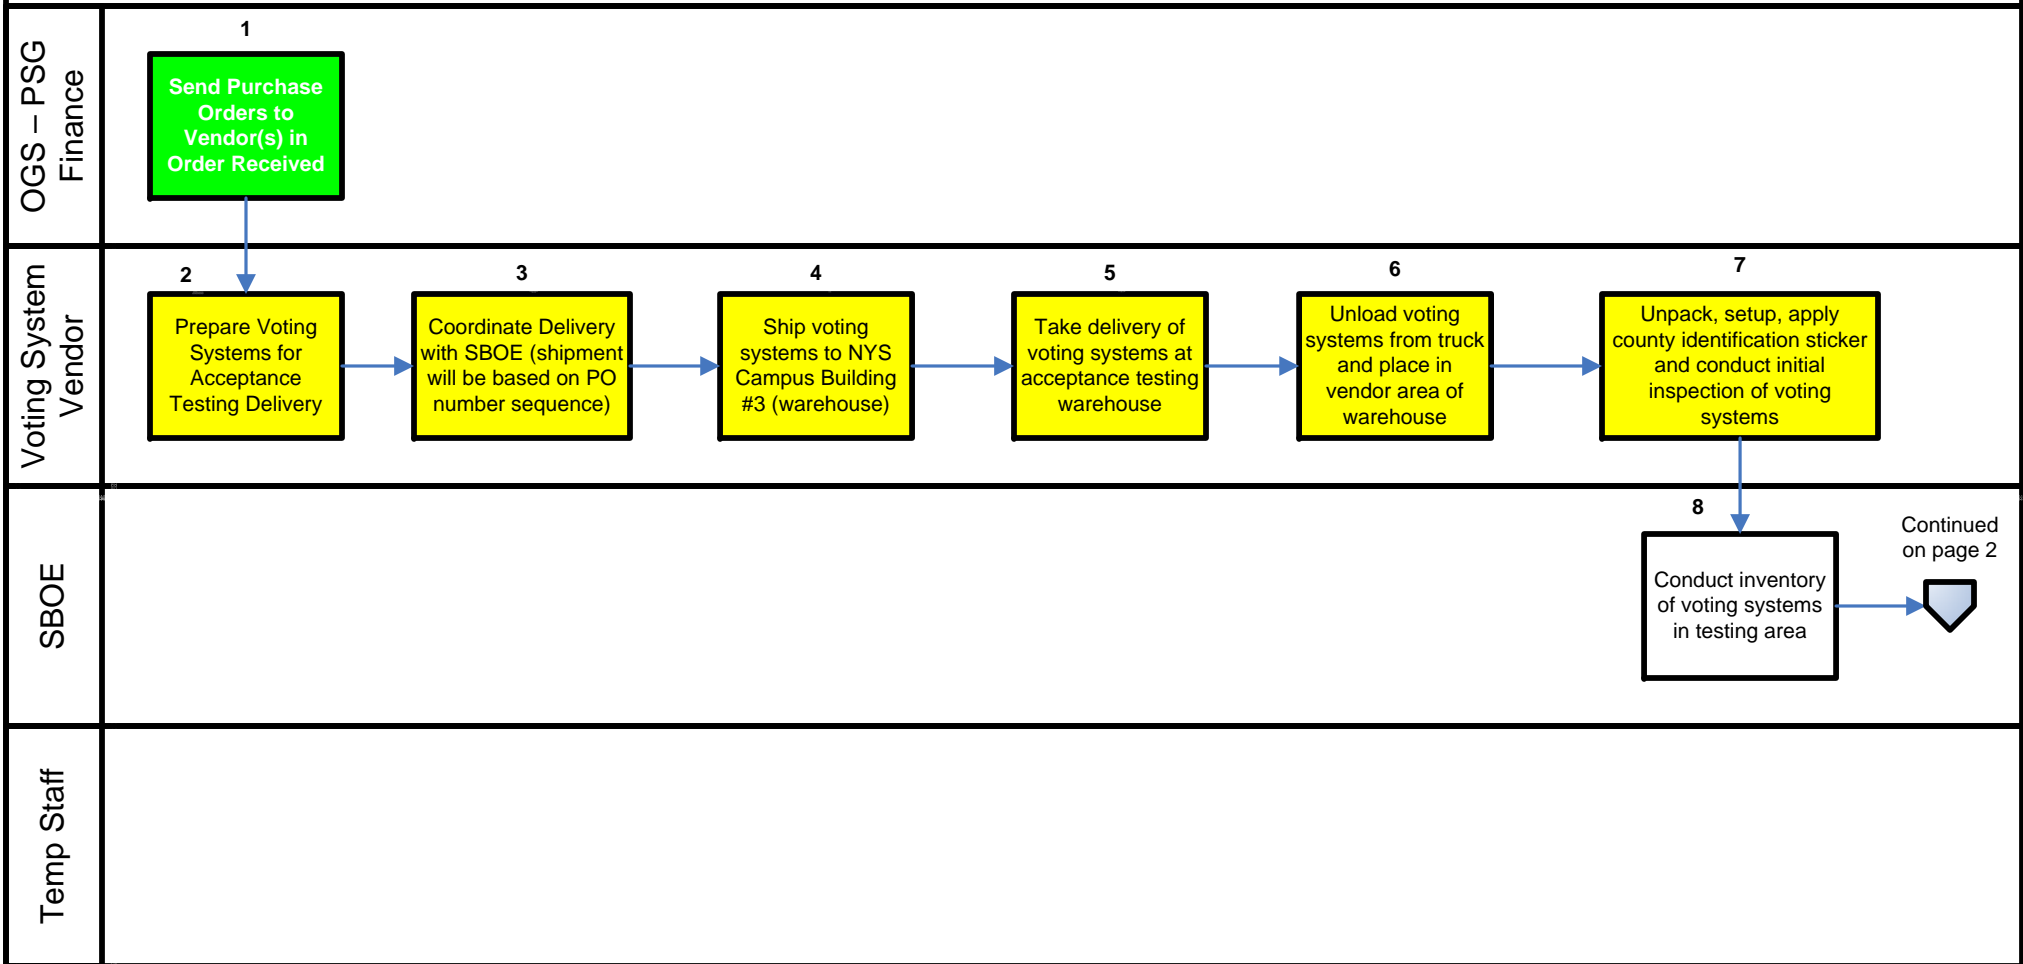 OGS – PSG
Finance
1
Send Purchase
Orders to
Vendor(s) in
Order Received
Voting System
Vendor
2
Prepare Voting
Systems for
Acceptance
Testing Delivery
3
Coordinate Delivery
with SBOE (shipment
will be based on PO
number sequence)
4
Ship voting
systems to NYS
Campus Building
#3 (warehouse)
5
Take delivery of
voting systems at
acceptance testing
warehouse
6
Unload voting
systems from truck
and place in
vendor area of
warehouse
7
Unpack, setup, apply
county identification sticker
and conduct initial
inspection of voting
systems
SBOE
8
Conduct inventory
of voting systems
in testing area
Continued
on page 2
Temp Staff